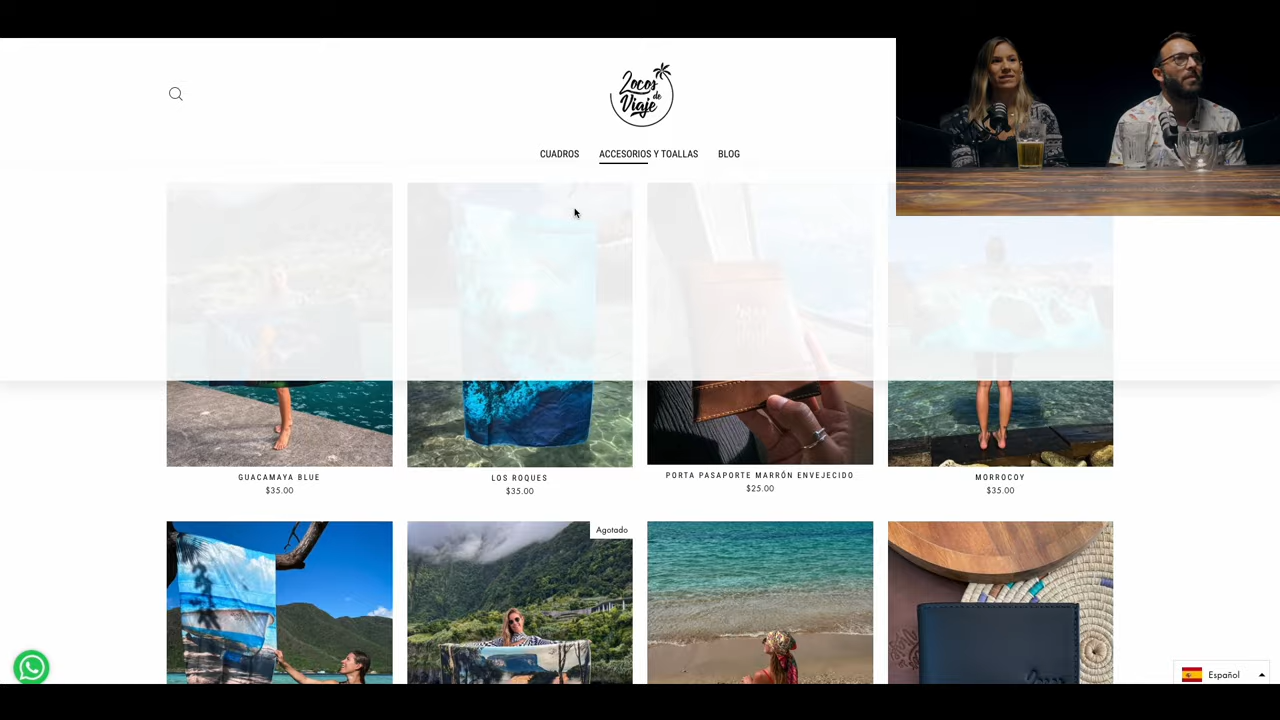 Locos
de
Viaje
CUADROS ACCESORIOS Y TOALLAS BLOG
GUACAMAYA BLUE
$35.00
LOS ROQUES
$35.00
PORTA PASAPORTE MARRÓN ENVEJECIDO
$25.00
MORROCOY
$35.00
Agotado
Español